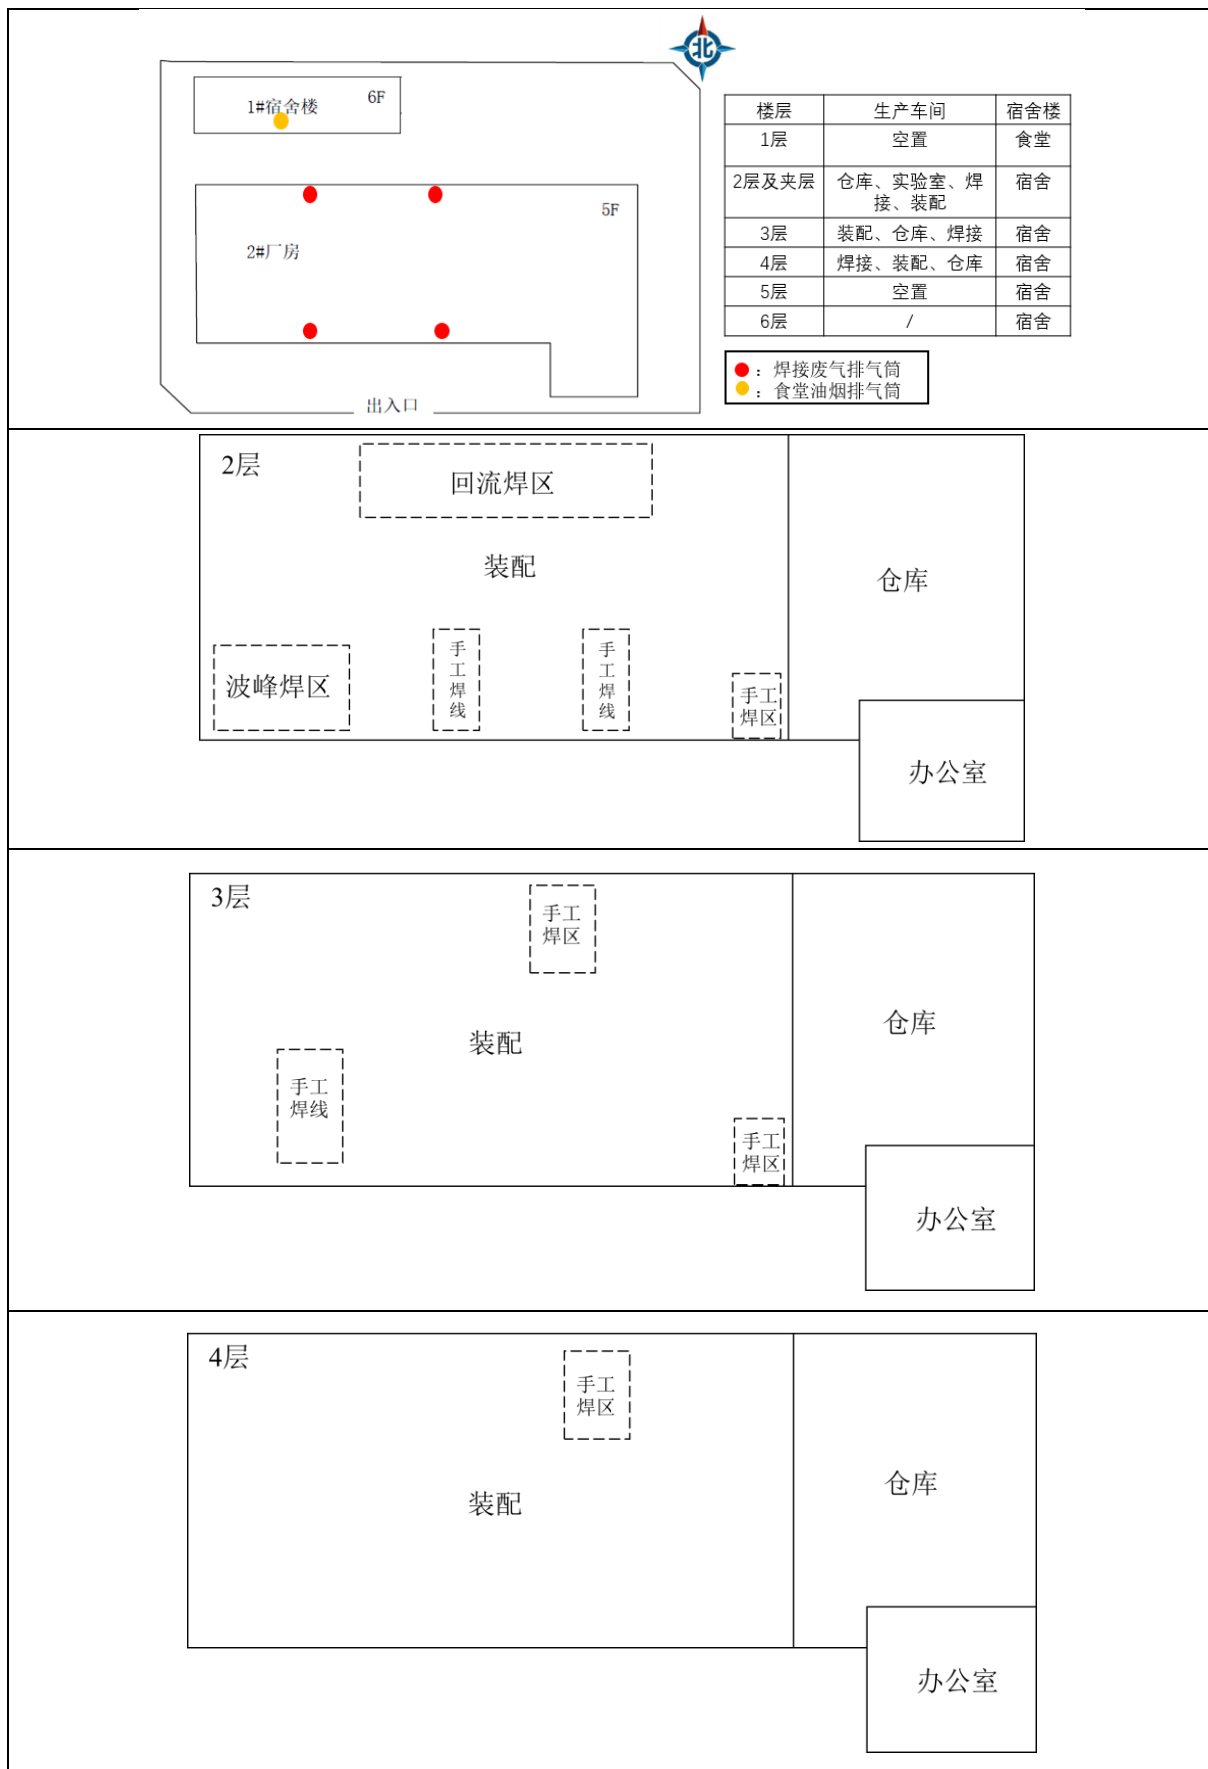 北
1#宿舍楼
6F
2#厂房
5F
出入口
楼层 生产车间 宿舍楼
1层 空置 食堂
2层及夹层 仓库、实验室、焊
接、装配 宿舍
3层 装配、仓库、焊接 宿舍
4层 焊接、装配、仓库 宿舍
5层 空置 宿舍
6层 / 宿舍
：焊接废气排气筒
：食堂油烟排气筒
2层
回流焊区
装配
仓库
波峰焊区
手
工
焊
线
手
工
焊
线
手工
焊区
办公室
3层
手工
焊区
装配
仓库
手工
焊线
手工
焊区
办公室
4层
手工
焊区
装配
仓库
办公室